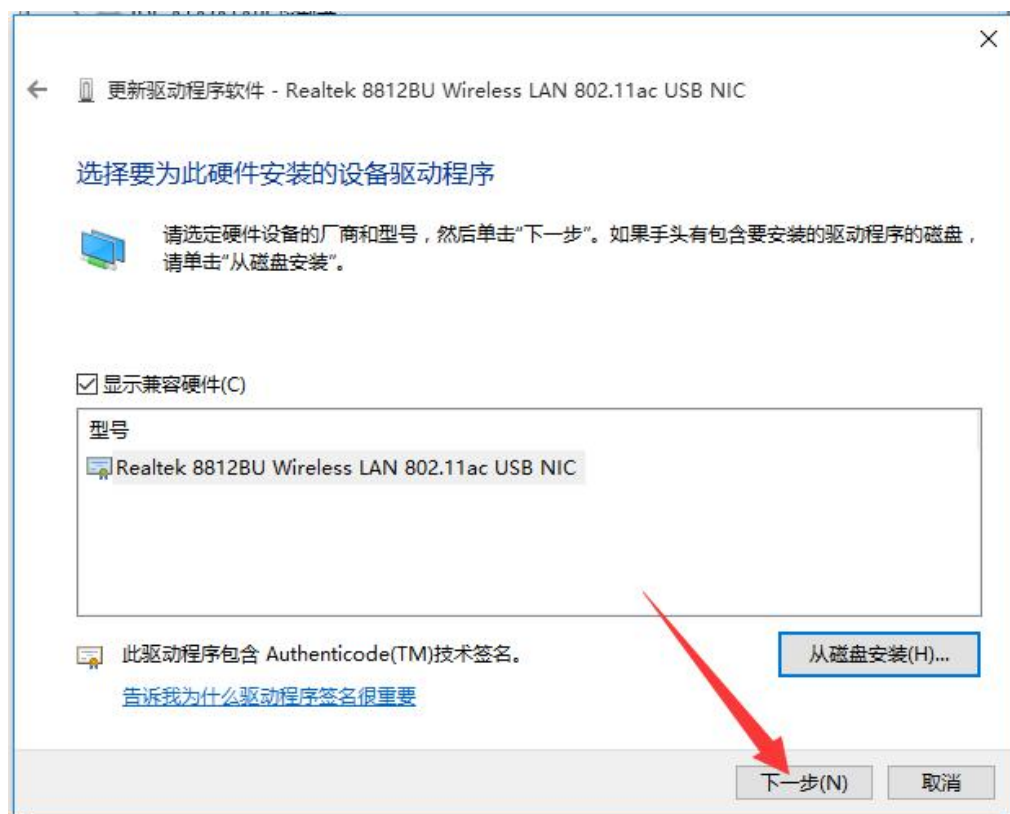 更新驱动程序软件 - Realtek 8812BU Wireless LAN 802.11ac USB NIC
选择要为此硬件安装的设备驱动程序
请选定硬件设备的厂商和型号，然后单击"下一步"。如果手头有包含要安装的驱动程序的磁盘，
请单击"从磁盘安装"。
显示兼容硬件(C)
型号
Realtek 8812BU Wireless LAN 802.11ac USB NIC
此驱动程序包含 Authenticode(TM)技术签名。
从磁盘安装(H)...
告诉我为什么驱动程序签名很重要
下一步(N)
取消